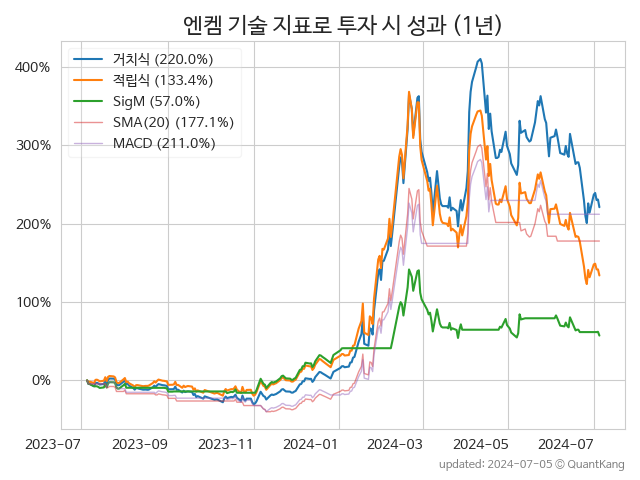 엔켐 기술 지표로 투자 시 성과 (1년)
거치식 (220.0%)
적립식 (133.4%)
SigM (57.0%)
SMA(20) (177.1%)
MACD (211.0%)
400%
300%
200%
100%
0%
2023-07 2023-09 2023-11 2024-01 2024-03 2024-05 2024-07
updated: 2024-07-05 © QuantKang